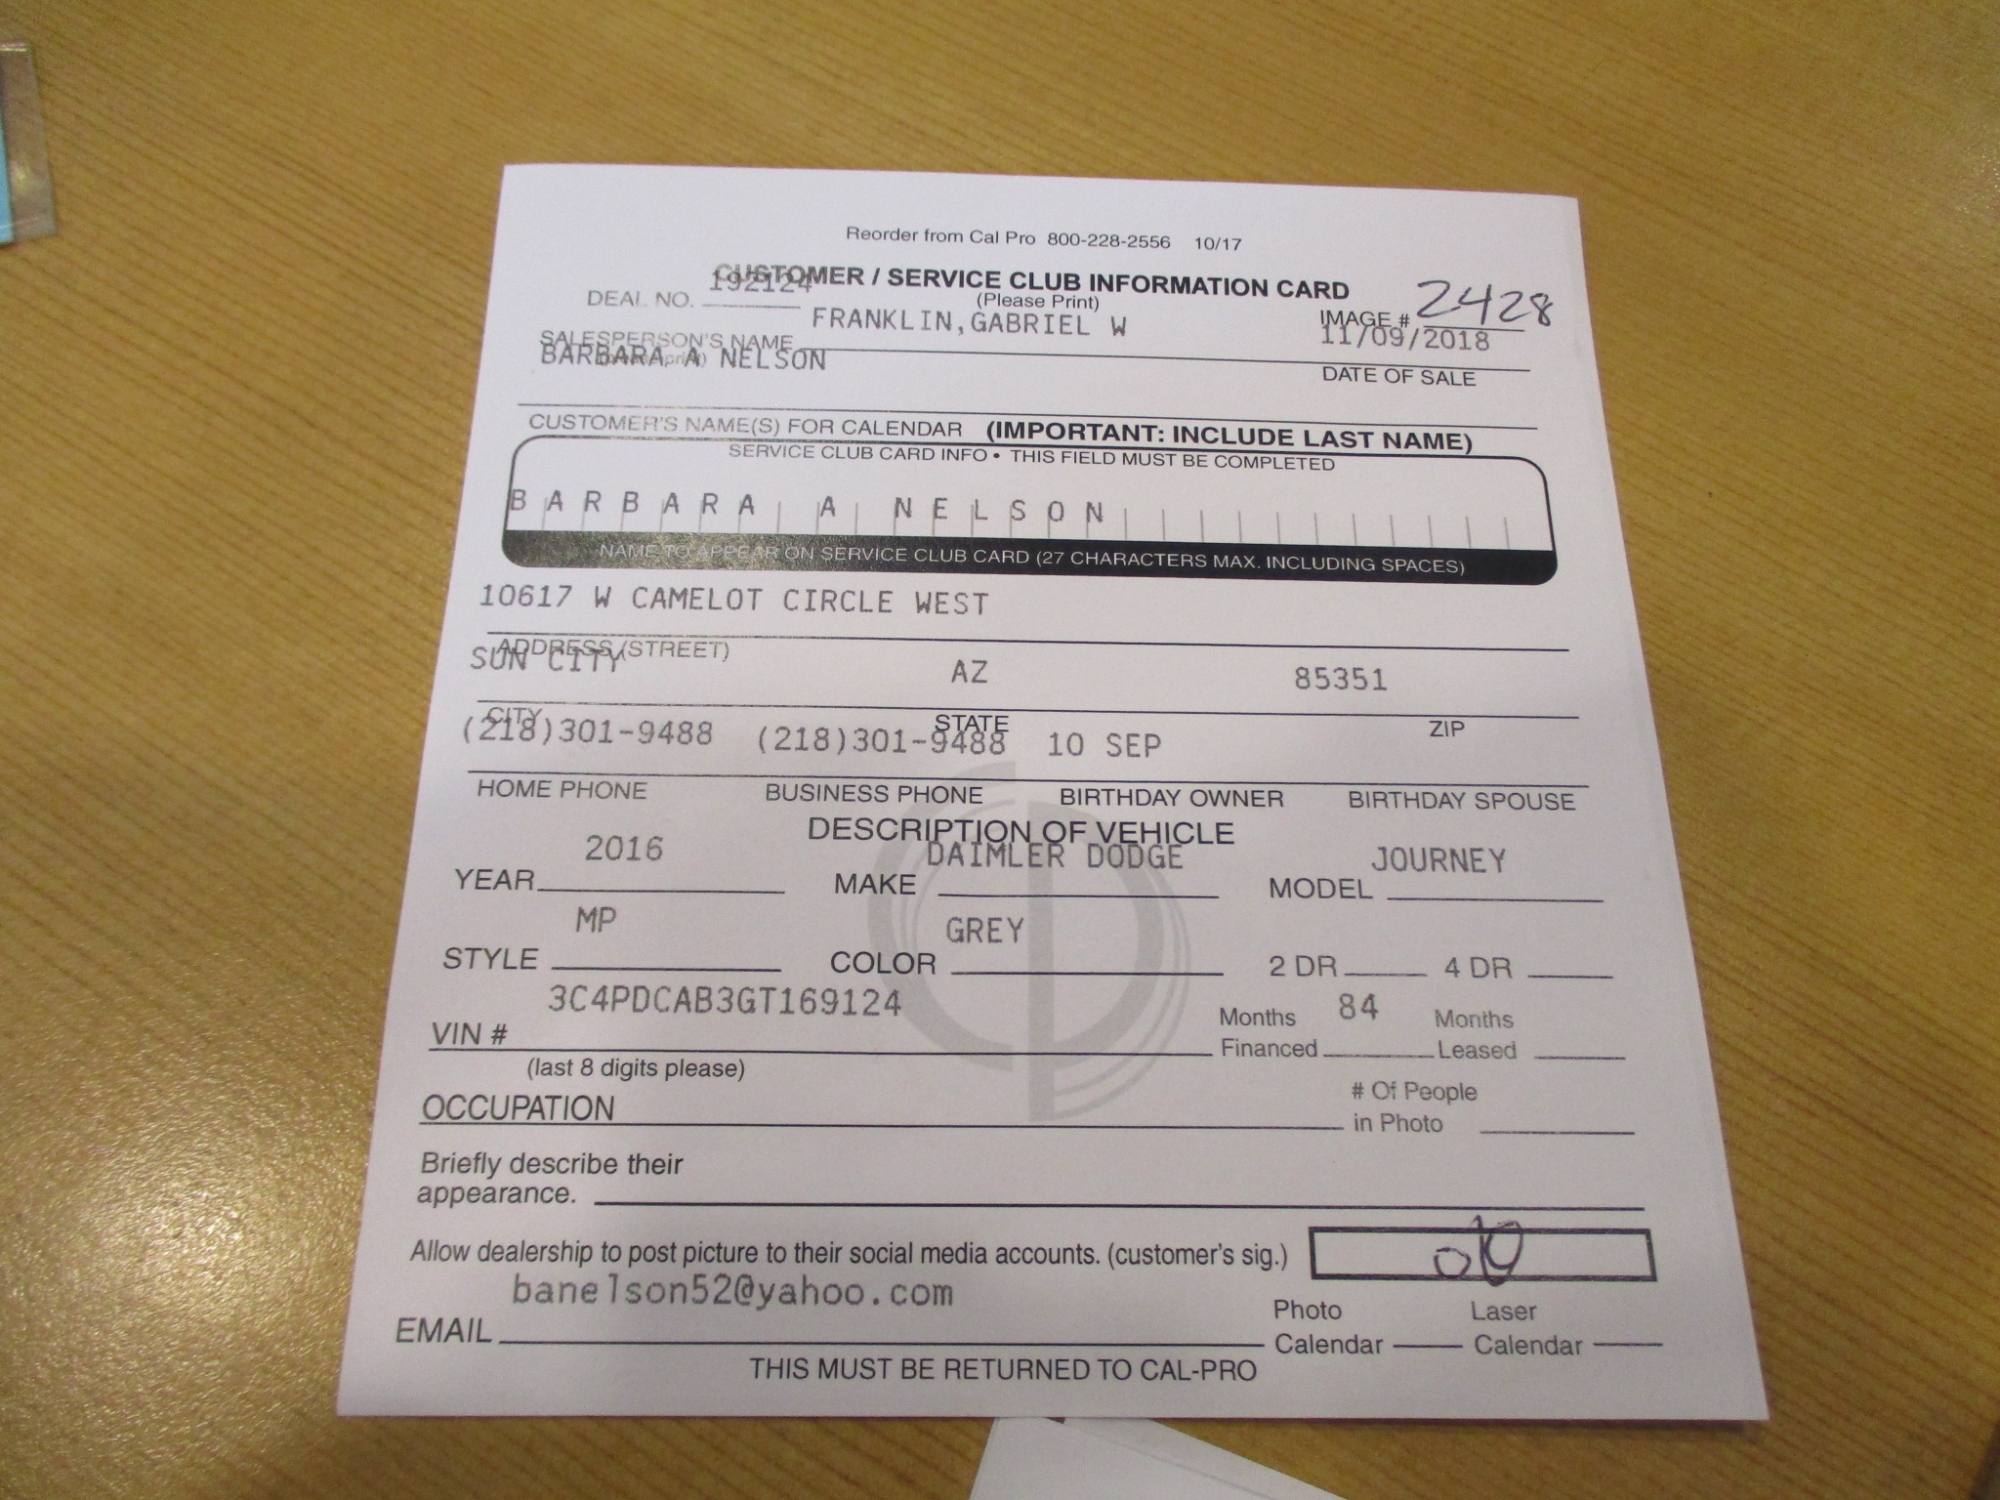 Reorder from Cal Pro 800-228-2556 10/17
CUSTOMER / SERVICE CLUB INFORMATION CARD
192124
DEAL NO.
(Please Print)
IMAGE # 2428
FRANKLIN,GABRIEL W
11/09/2018
SALESPERSON'S NAME
(please print)
BARBARA A NELSON
DATE OF SALE
CUSTOMER'S NAME(S) FOR CALENDAR (IMPORTANT: INCLUDE LAST NAME)
SERVICE CLUB CARD INFO • THIS FIELD MUST BE COMPLETED
BARBARA A NELSON
NAME TO APPEAR ON SERVICE CLUB CARD (27 CHARACTERS MAX. INCLUDING SPACES)
10617 W CAMELOT CIRCLE WEST
ADDRESS (STREET)
SUN CITY AZ 85351
CITY STATE ZIP
(218)301-9488 (218)301-9488 10 SEP
HOME PHONE BUSINESS PHONE BIRTHDAY OWNER BIRTHDAY SPOUSE
DESCRIPTION OF VEHICLE
2016 DAIMLER DODGE JOURNEY
YEAR MAKE MODEL
MP GREY
STYLE COLOR 2 DR 4 DR
3C4PDCAB3GT169124
Months 84 Months
VIN # Financed Leased
(last 8 digits please)
# Of People
OCCUPATION in Photo
Briefly describe their
appearance.
Allow dealership to post picture to their social media accounts. (customer's sig.) ok
banelson52@yahoo.com
Photo Laser
EMAIL Calendar Calendar
THIS MUST BE RETURNED TO CAL-PRO